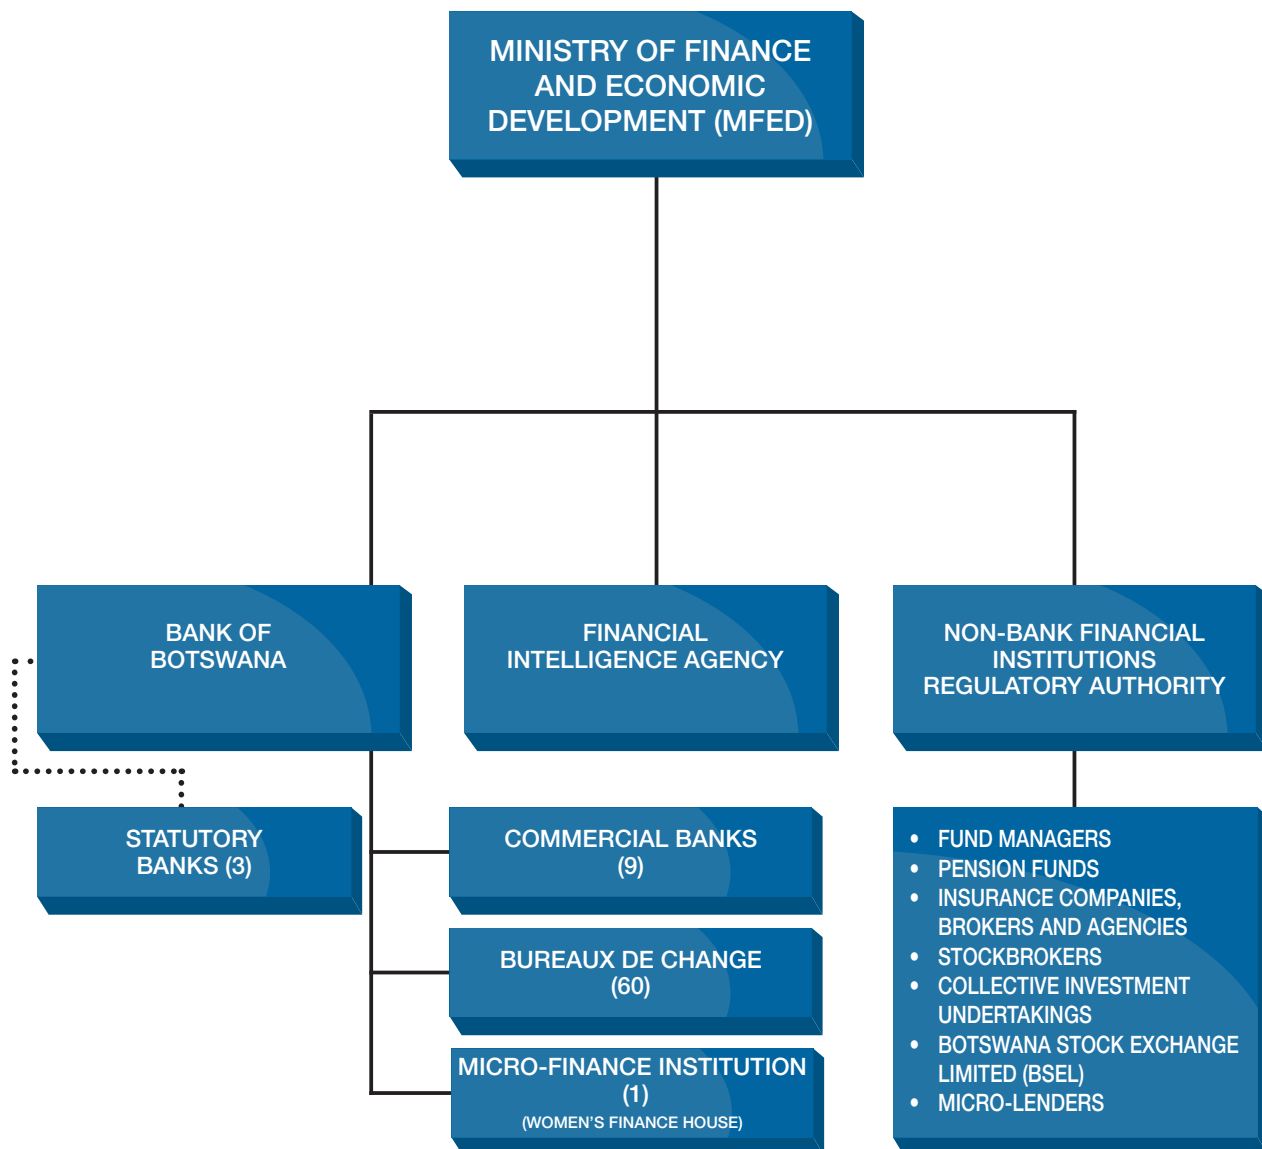 MINISTRY OF FINANCE
AND ECONOMIC
DEVELOPMENT (MFED)
BANK OF
BOTSWANA
FINANCIAL
INTELLIGENCE AGENCY
NON-BANK FINANCIAL
INSTITUTIONS
REGULATORY AUTHORITY
STATUTORY
BANKS (3)
COMMERCIAL BANKS
(9)
BUREAUX DE CHANGE
(60)
MICRO-FINANCE INSTITUTION
(1)
(WOMEN'S FINANCE HOUSE)
• FUND MANAGERS
• PENSION FUNDS
• INSURANCE COMPANIES,
BROKERS AND AGENCIES
• STOCKBROKERS
• COLLECTIVE INVESTMENT
UNDERTAKINGS
• BOTSWANA STOCK EXCHANGE
LIMITED (BSEL)
• MICRO-LENDERS